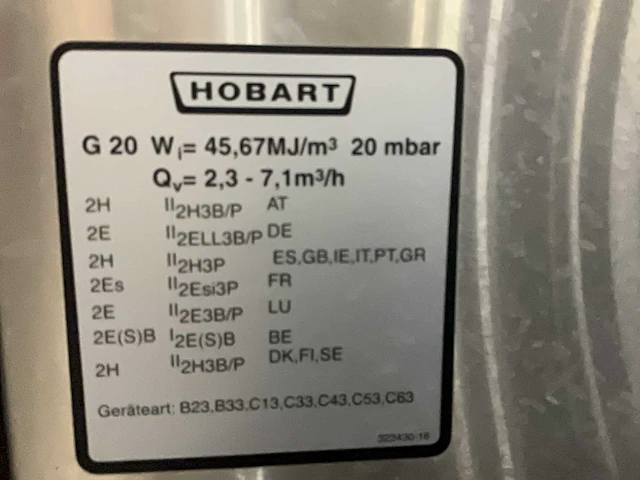 HOBART
G 20 Wᵢ= 45,67MJ/m³ 20 mbar
Qᵥ= 2,3 - 7,1m³/h
2H II2H3B/P AT
2E II2ELL3B/P DE
2H II2H3P ES,GB,IE,IT,PT,GR
2Es II2Esi3P FR
2E II2E3B/P LU
2E(S)B I2E(S)B BE
2H II2H3B/P DK,FI,SE
Geräteart: B23,B33,C13,C33,C43,C53,C63
323430-18